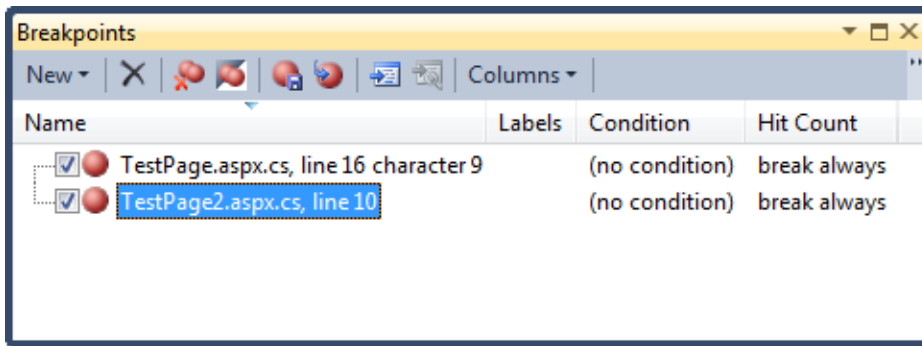 Breakpoints
New Columns
Name Labels Condition Hit Count
TestPage.aspx.cs, line 16 character 9 (no condition) break always
TestPage2.aspx.cs, line 10 (no condition) break always